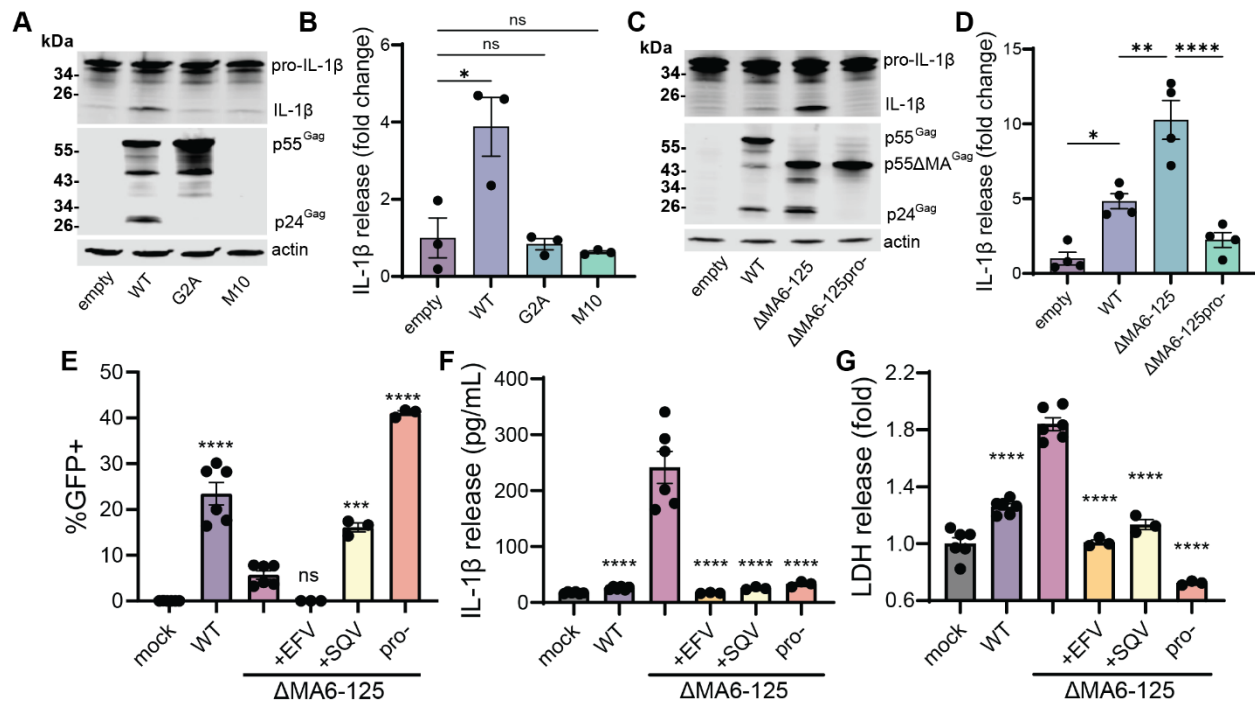 A
kDa
34-
26-
55-
43-
34-
26-
pro-IL-1β
IL-1β
p55Gag
p24Gag
actin
empty
WT
G2A
M10
B
IL-1β release (fold change)
6
4
2
0
ns
ns
*
empty
WT
G2A
M10
C
kDa
34-
26-
55-
43-
34-
26-
pro-IL-1β
IL-1β
p55Gag
p55ΔMAGag
p24Gag
actin
empty
WT
ΔMA6-125
ΔMA6-125pro-
D
IL-1β release (fold change)
15
10
5
0
** ****
*
empty
WT
ΔMA6-125
ΔMA6-125pro-
E
%GFP+
50
40
30
20
10
0
****
ns
***
****
mock
WT
+EFV
+SQV
pro-
ΔMA6-125
F
IL-1β release (pg/mL)
400
300
200
100
0
****
****
****
****
mock
WT
+EFV
+SQV
pro-
ΔMA6-125
G
LDH release (fold)
2.2
1.8
1.4
1.0
0.6
****
****
****
****
mock
WT
+EFV
+SQV
pro-
ΔMA6-125